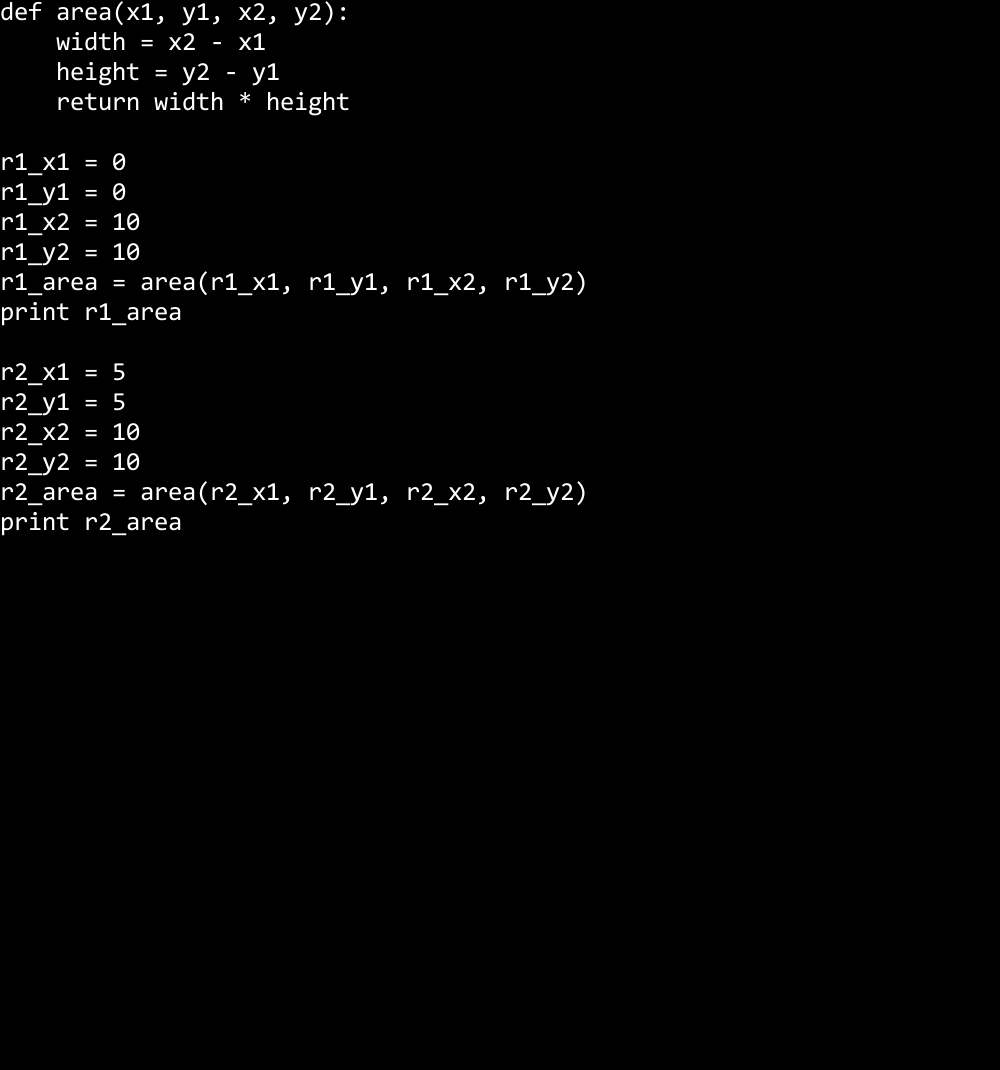 def area(x1, y1, x2, y2):
    width = x2 - x1
    height = y2 - y1
    return width * height

r1_x1 = 0
r1_y1 = 0
r1_x2 = 10
r1_y2 = 10
r1_area = area(r1_x1, r1_y1, r1_x2, r1_y2)
print r1_area

r2_x1 = 5
r2_y1 = 5
r2_x2 = 10
r2_y2 = 10
r2_area = area(r2_x1, r2_y1, r2_x2, r2_y2)
print r2_area